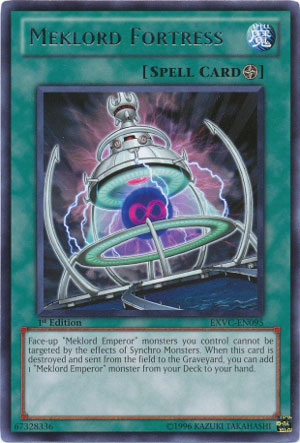 MEKLORD FORTRESS
SPELL
[SPELL CARD]
1st Edition
EXVC-EN093
Face-up "Meklord Emperor" monsters you control cannot be
targeted by the effects of Synchro Monsters. When this card is
destroyed and sent from the field to the Graveyard, you can add
1 "Meklord Emperor" monster from your Deck to your hand.
67328336
©1996 KAZUKI TAKAHASHI